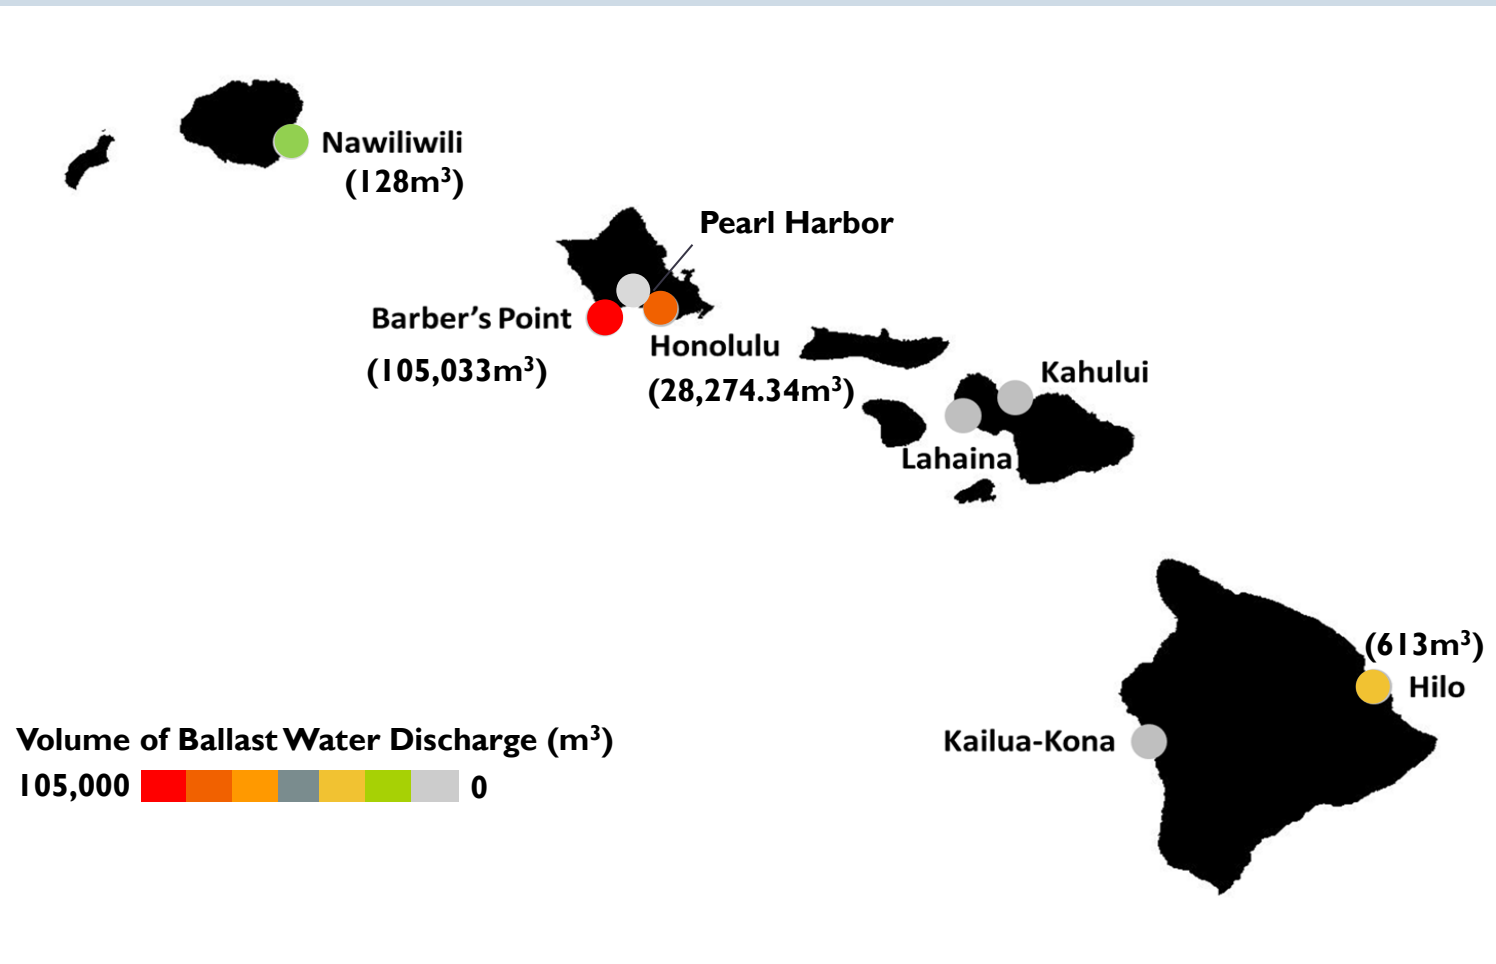 Nawiliwili
(128m³)
Pearl Harbor
Barber's Point
(105,033m³)
Honolulu
(28,274.34m³)
Kahului
Lahaina
(613m³)
Hilo
Kailua-Kona
Volume of Ballast Water Discharge (m³)
105,000 0